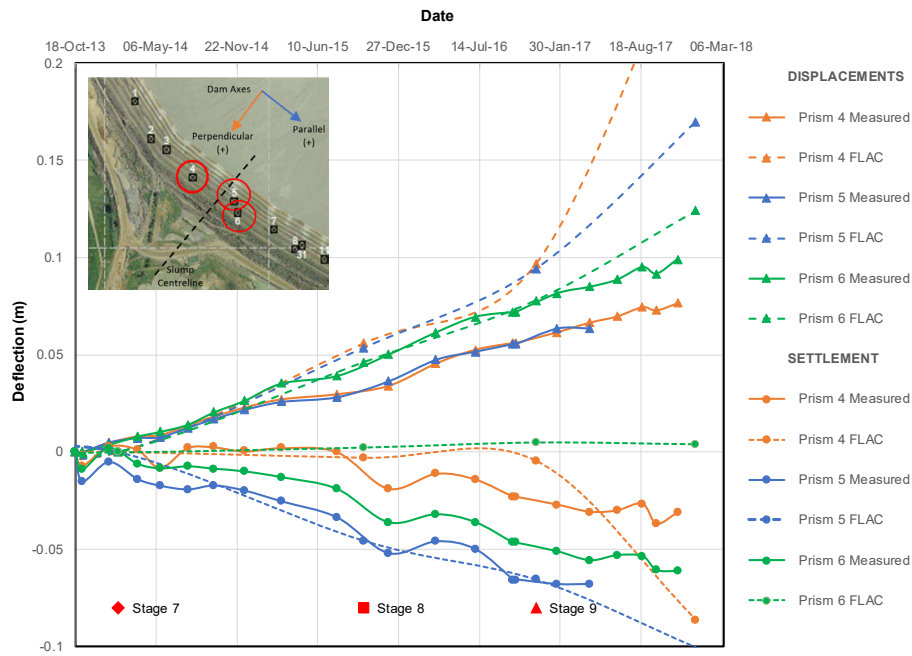 Date
18-Oct-13 06-May-14 22-Nov-14 10-Jun-15 27-Dec-15 14-Jul-16 30-Jan-17 18-Aug-17 06-Mar-18
Deflection (m)
0.2
0.15
0.1
0.05
0
-0.05
-0.1
Dam Axes
Perpendicular
(+)
Parallel
(+)
Slump
Centreline
1
2
3
4
5
6
7
8
31
11
Stage 7
Stage 8
Stage 9
DISPLACEMENTS
Prism 4 Measured
Prism 4 FLAC
Prism 5 Measured
Prism 5 FLAC
Prism 6 Measured
Prism 6 FLAC
SETTLEMENT
Prism 4 Measured
Prism 4 FLAC
Prism 5 Measured
Prism 5 FLAC
Prism 6 Measured
Prism 6 FLAC